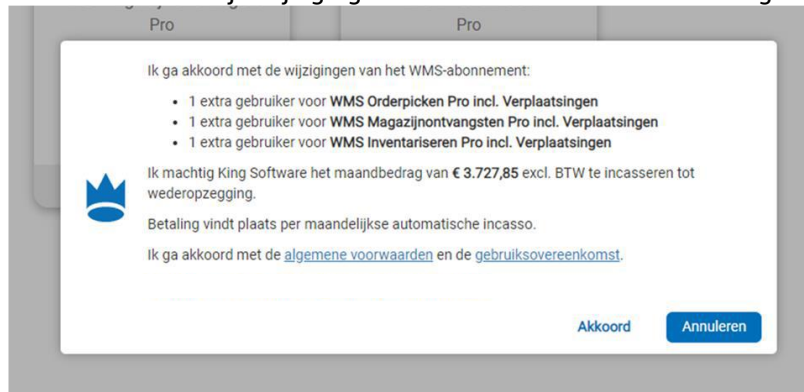 Pro
Pro
Ik ga akkoord met de wijzigingen van het WMS-abonnement:
• 1 extra gebruiker voor WMS Orderpicken Pro incl. Verplaatsingen
• 1 extra gebruiker voor WMS Magazijnontvangsten Pro incl. Verplaatsingen
• 1 extra gebruiker voor WMS Inventariseren Pro incl. Verplaatsingen
Ik machtig King Software het maandbedrag van € 3.727,85 excl. BTW te incasseren tot
wederopzegging.
Betaling vindt plaats per maandelijkse automatische incasso.
Ik ga akkoord met de algemene voorwaarden en de gebruiksovereenkomst.
Akkoord
Annuleren